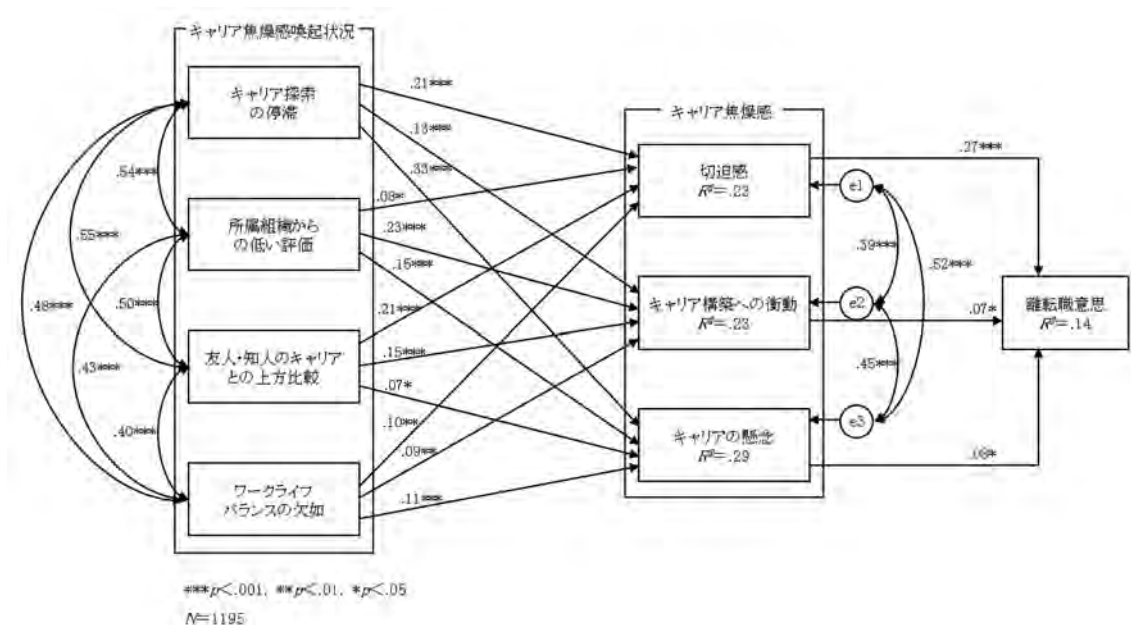 キャリア焦燥感喚起状況
キャリア探索
の停滞
所属組織から
の低い評価
友人・知人のキャリア
との上方比較
ワークライフ
バランスの欠如
.54***
.55***
.50***
.48***
.43***
.40***
.21***
.13***
.33***
.08*
.23***
.15***
.21***
.15***
.07*
.10***
.09**
.11***
キャリア焦燥感
切迫感
R²=.23
キャリア構築への衝動
R²=.23
キャリアの懸念
R²=.29
e1
e2
e3
.39***
.52***
.45***
.27***
.07*
.08*
離転職意思
R²=.14
***p<.001, **p<.01, *p<.05
N=1195